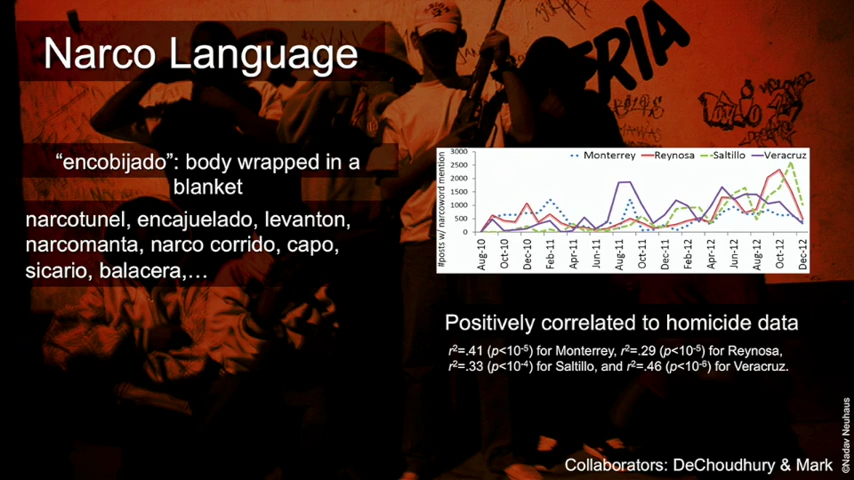 Narco Language
“encobijado”: body wrapped in a
blanket
narcotunel, encajuelado, levanton,
narcomanta, narco corrido, capo,
sicario, balacera,…
#posts w/ narcoword mention
Monterrey Reynosa Saltillo Veracruz
3000
2500
2000
1500
1000
500
0
Aug-10 Oct-10 Dec-10 Feb-11 Apr-11 Jun-11 Aug-11 Oct-11 Dec-11 Feb-12 Apr-12 Jun-12 Aug-12 Oct-12 Dec-12
Positively correlated to homicide data
r²=.41 (p<10⁻⁵) for Monterrey, r²=.29 (p<10⁻⁵) for Reynosa,
r²=.33 (p<10⁻⁴) for Saltillo, and r²=.46 (p<10⁻⁶) for Veracruz.
Collaborators: DeChoudhury & Mark
©Nadav Neuhaus
ERIA